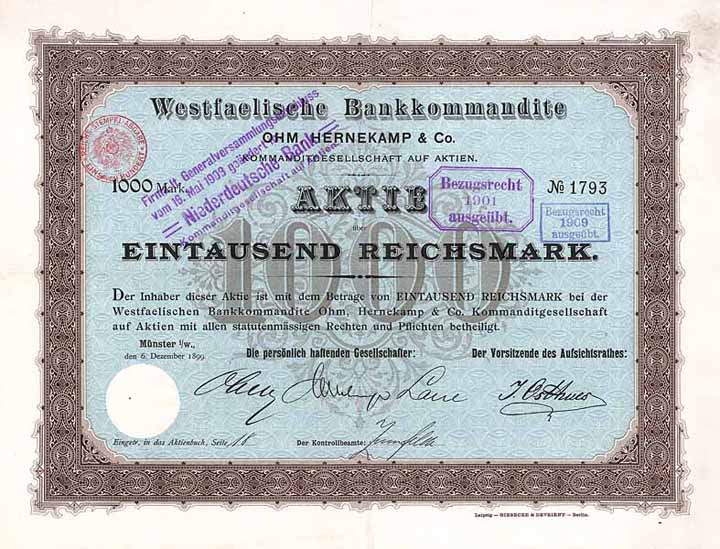 Westfaelische Bankkommandite
OHM, HERNEKAMP & Co.
KOMMANDITGESELLSCHAFT AUF AKTIEN.
Firma lt. Generalversammlungsbeschluss
vom 16. Mai 1909 geändert in
Niederdeutsche Bank
Kommanditgesellschaft auf Aktien
1000 Mark.
AKTIE
№ 1793
Bezugsrecht
1901
ausgeübt.
Bezugsrecht
1909
ausgeübt.
über
1000
EINTAUSEND REICHSMARK.
Der Inhaber dieser Aktie ist mit dem Betrage von EINTAUSEND REICHSMARK bei der
Westfaelischen Bankkommandite Ohm, Hernekamp & Co. Kommanditgesellschaft
auf Aktien mit allen statutenmässigen Rechten und Pflichten betheiligt.
Münster i/w.,
den 6. Dezember 1899.
Die persönlich haftenden Gesellschafter:
Der Vorsitzende des Aufsichtsrathes:
Ohm Hernekamp
Eingetr. in das Aktienbuch, Seite 18
Der Kontrollbeamte:
Leipzig — GIESECKE & DEVRIENT — Berlin.